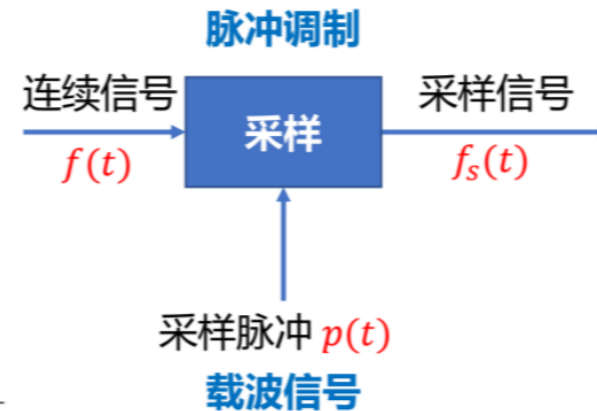 脉冲调制
连续信号
采样信号
采样
f(t)
fₛ(t)
采样脉冲 p(t)
载波信号